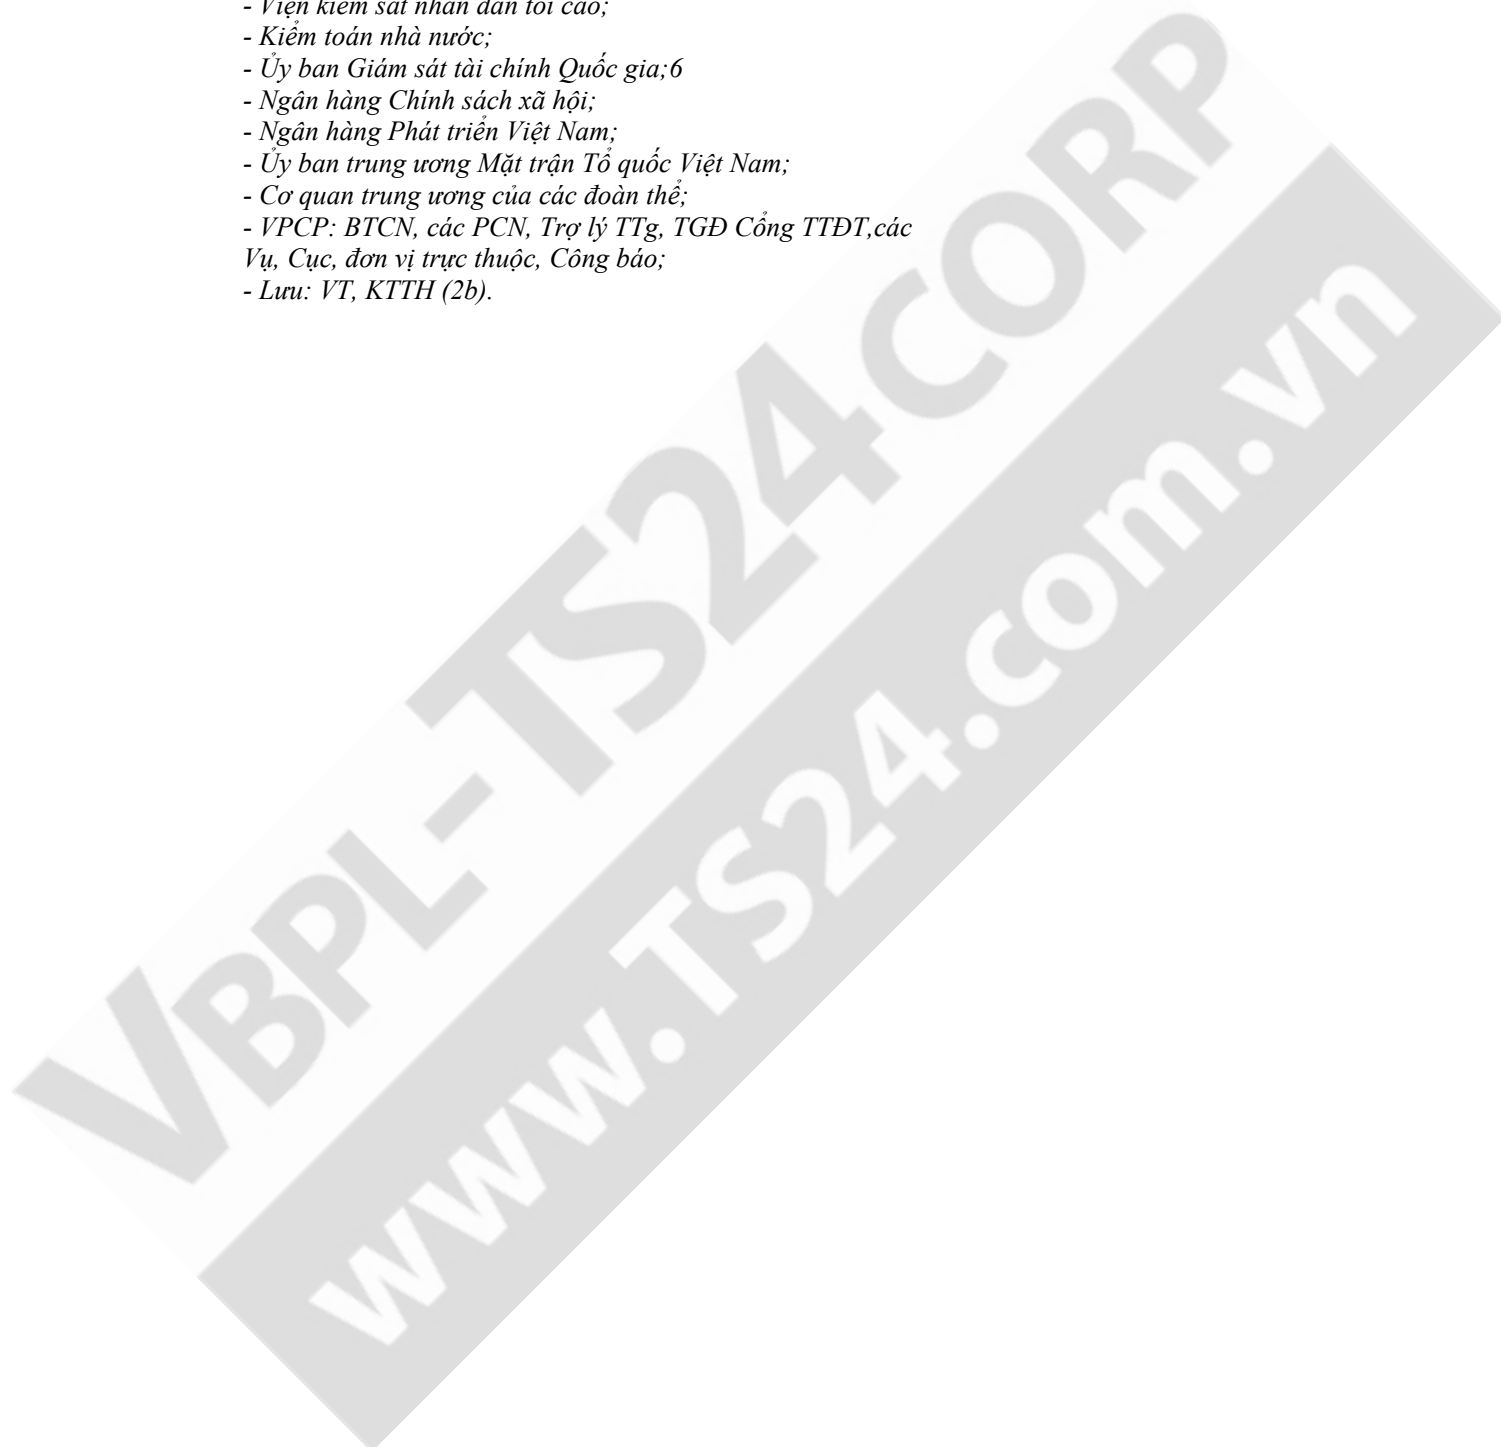 - Viện kiểm sát nhân dân tối cao;
- Kiểm toán nhà nước;
- Ủy ban Giám sát tài chính Quốc gia;6
- Ngân hàng Chính sách xã hội;
- Ngân hàng Phát triển Việt Nam;
- Ủy ban trung ương Mặt trận Tổ quốc Việt Nam;
- Cơ quan trung ương của các đoàn thể;
- VPCP: BTCN, các PCN, Trợ lý TTg, TGĐ Cổng TTĐT,các
Vụ, Cục, đơn vị trực thuộc, Công báo;
- Lưu: VT, KTTH (2b).
VBPL-TS24CORP
www.TS24.com.vn